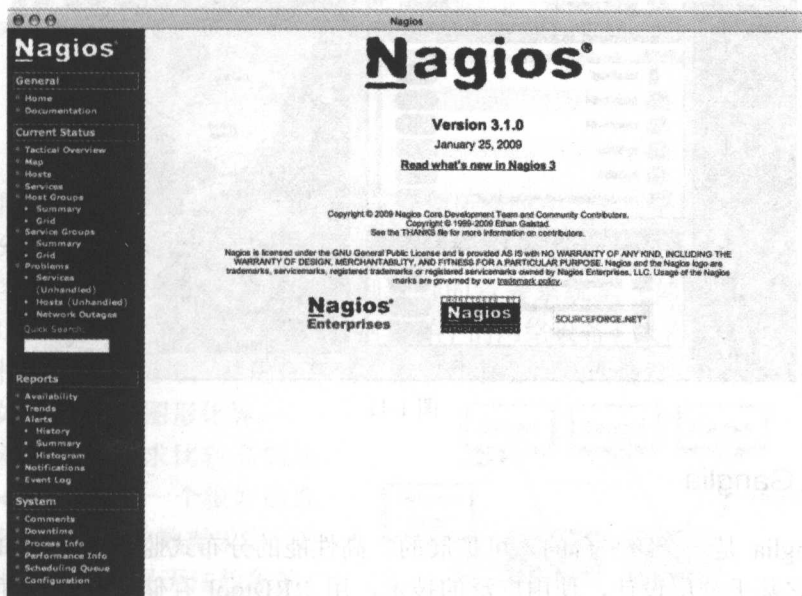 Nagios
Nagios®
General
Home
Documentation
Current Status
Tactical Overview
Map
Hosts
Services
Host Groups
Summary
Grid
Service Groups
Summary
Grid
Problems
Services
(Unhandled)
Hosts (Unhandled)
Network Outages
Quick Search:
Reports
Availability
Trends
Alerts
History
Summary
Histogram
Notifications
Event Log
System
Comments
Downtime
Process Info
Performance Info
Scheduling Queue
Configuration
Nagios®
Version 3.1.0
January 25, 2009
Read what's new in Nagios 3
Copyright © 2009 Nagios Core Development Team and Community Contributors.
Copyright © 1999-2009 Ethan Galstad.
See the THANKS file for more information on contributors.
Nagios is licensed under the GNU General Public License and is provided AS IS with NO WARRANTY OF ANY KIND, INCLUDING THE
WARRANTY OF DESIGN, MERCHANTABILITY, AND FITNESS FOR A PARTICULAR PURPOSE. Nagios and the Nagios logo are
trademarks, servicemarks, registered trademarks or registered servicemarks owned by Nagios Enterprises, LLC. Usage of the Nagios
marks are governed by our trademark policy.
Nagios®
Enterprises
Nagios
SOURCEFORGE.NET®
Ganglia